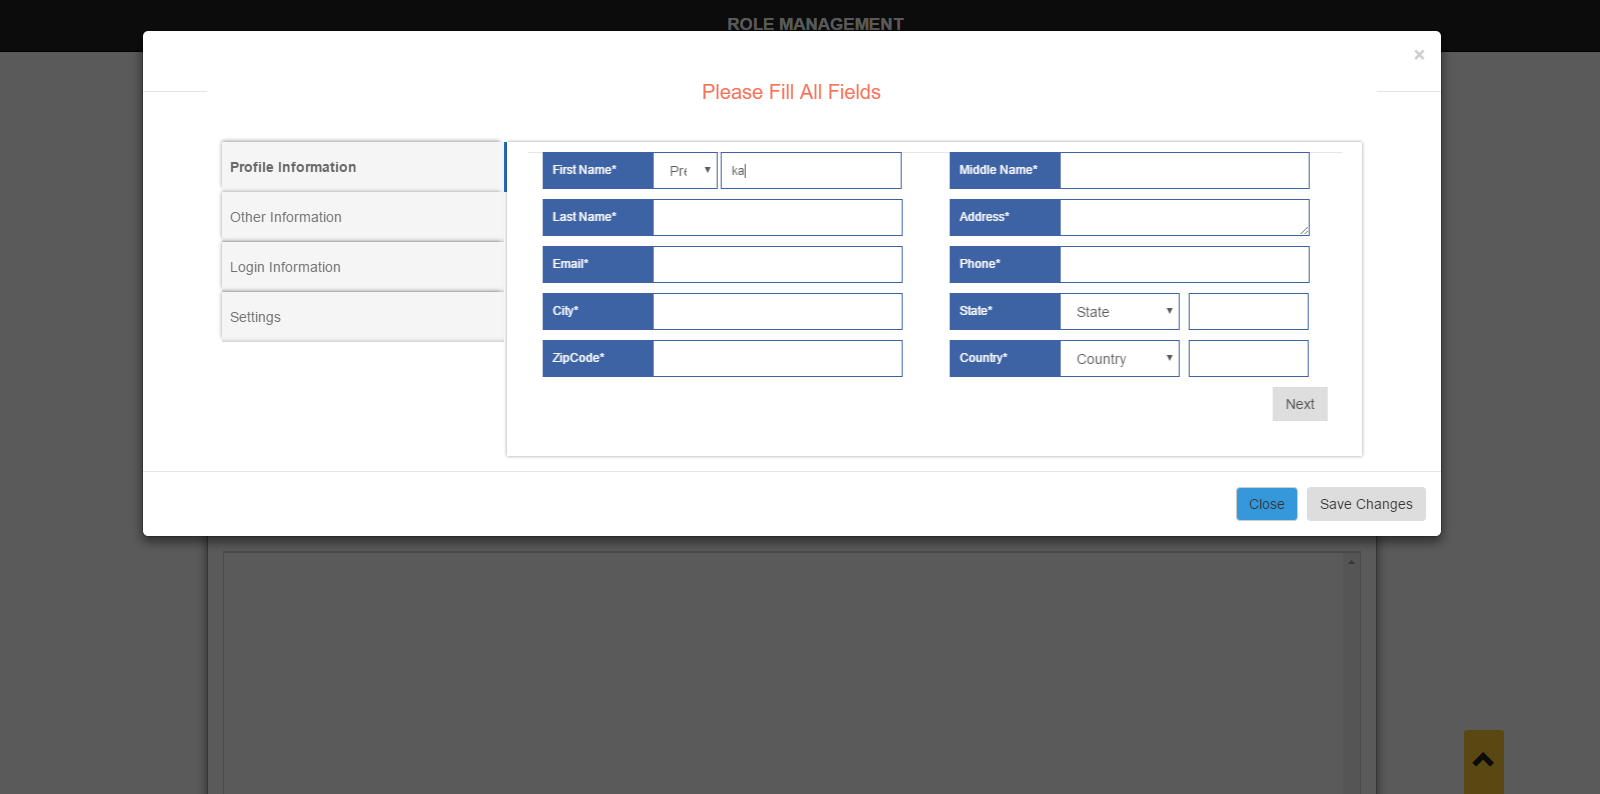 ROLE MANAGEMENT
×
Please Fill All Fields
Profile Information
Other Information
Login Information
Settings
First Name* Pre ka Middle Name*
Last Name* Address*
Email* Phone*
City* State* State
ZipCode* Country* Country
Next
Close Save Changes